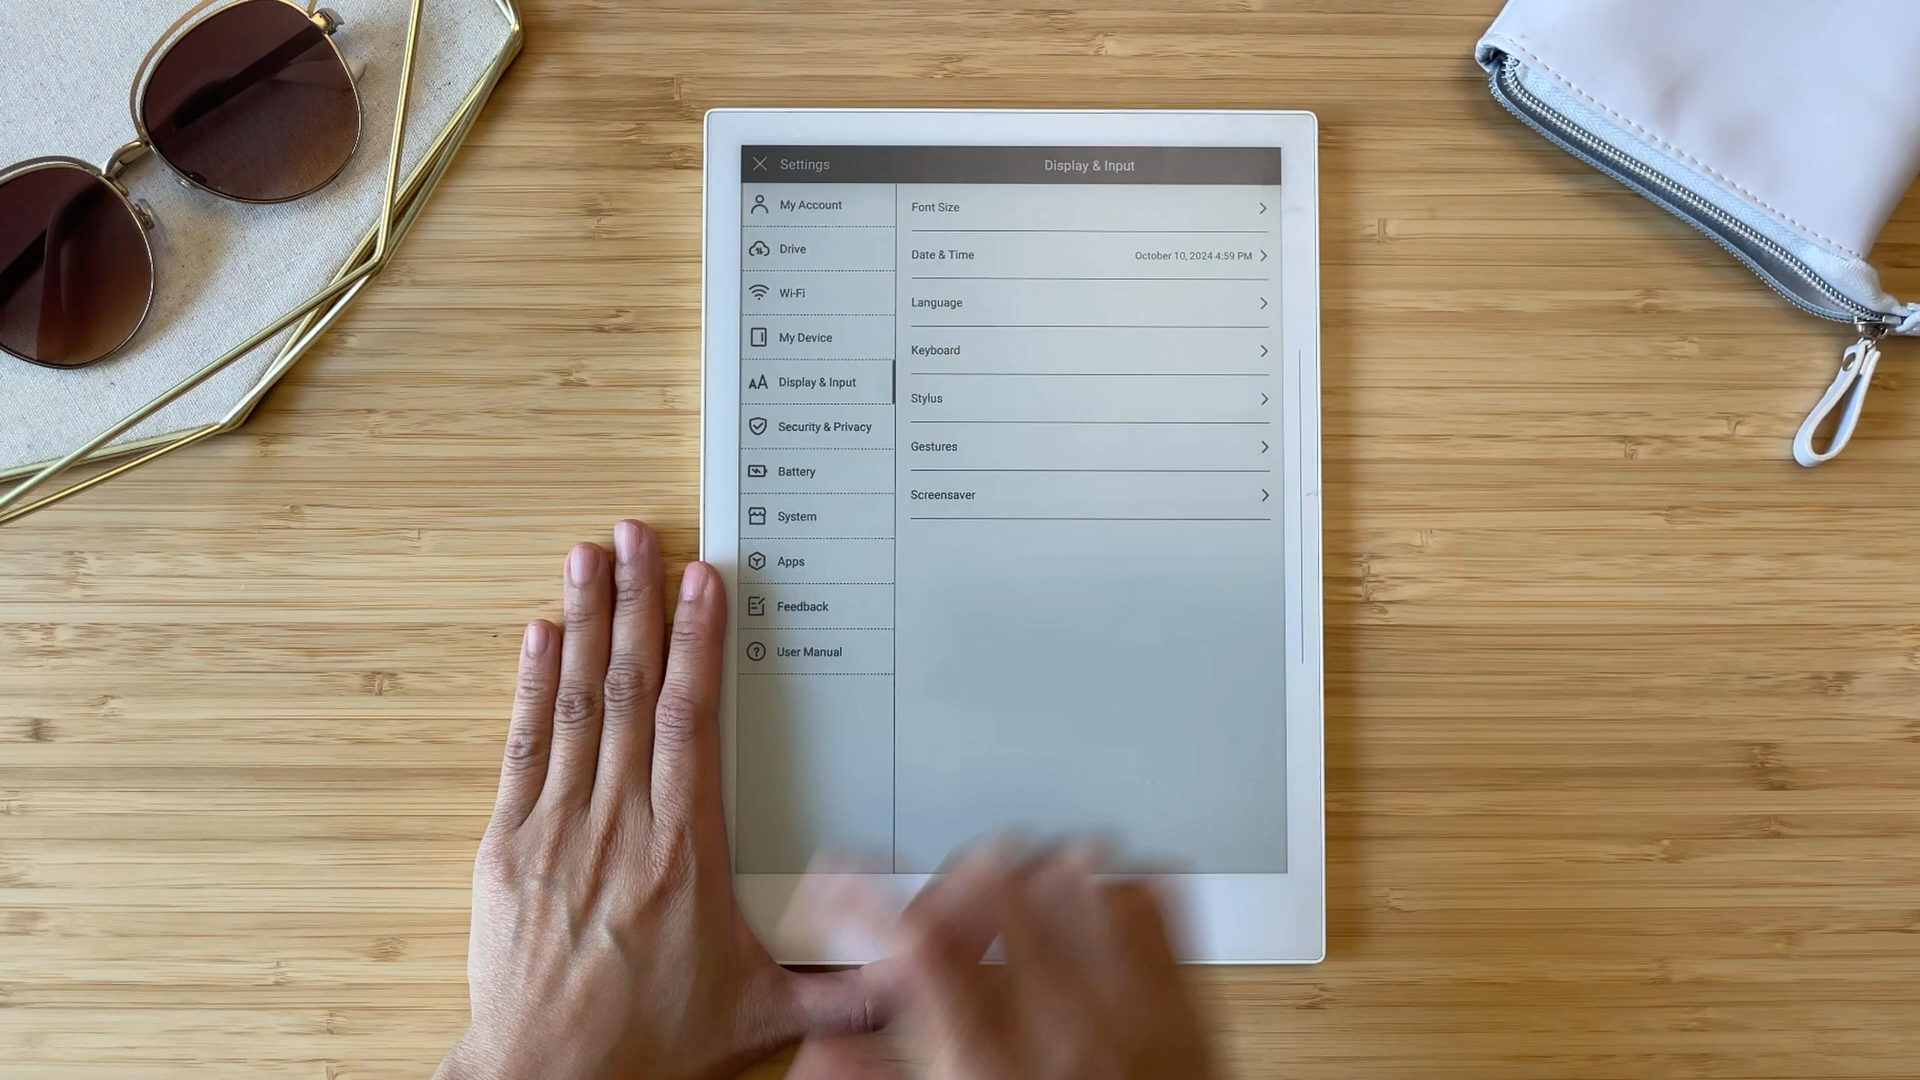 Settings
Display & Input
My Account
Drive
Wi-Fi
My Device
Display & Input
Security & Privacy
Battery
System
Apps
Feedback
User Manual
Font Size
Date & Time October 10, 2024 4:59 PM
Language
Keyboard
Stylus
Gestures
Screensaver